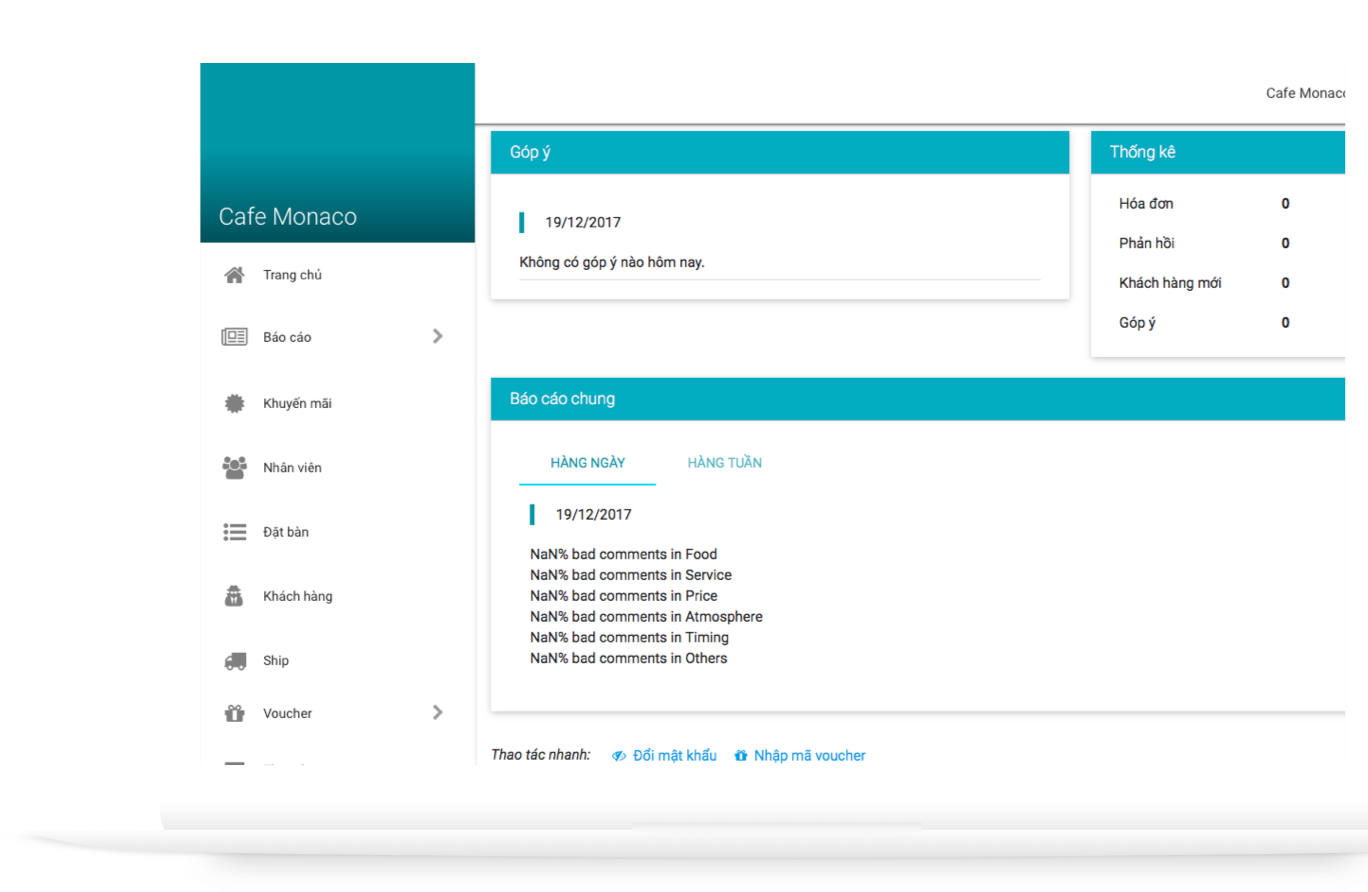 Cafe Monaco
Cafe Monaco
Trang chủ
Báo cáo
Khuyến mãi
Nhân viên
Đặt bàn
Khách hàng
Ship
Voucher
Góp ý
19/12/2017
Không có góp ý nào hôm nay.
Thống kê
Hóa đơn 0
Phản hồi 0
Khách hàng mới 0
Góp ý 0
Báo cáo chung
HÀNG NGÀY HÀNG TUẦN
19/12/2017
NaN% bad comments in Food
NaN% bad comments in Service
NaN% bad comments in Price
NaN% bad comments in Atmosphere
NaN% bad comments in Timing
NaN% bad comments in Others
Thao tác nhanh: Đổi mật khẩu Nhập mã voucher